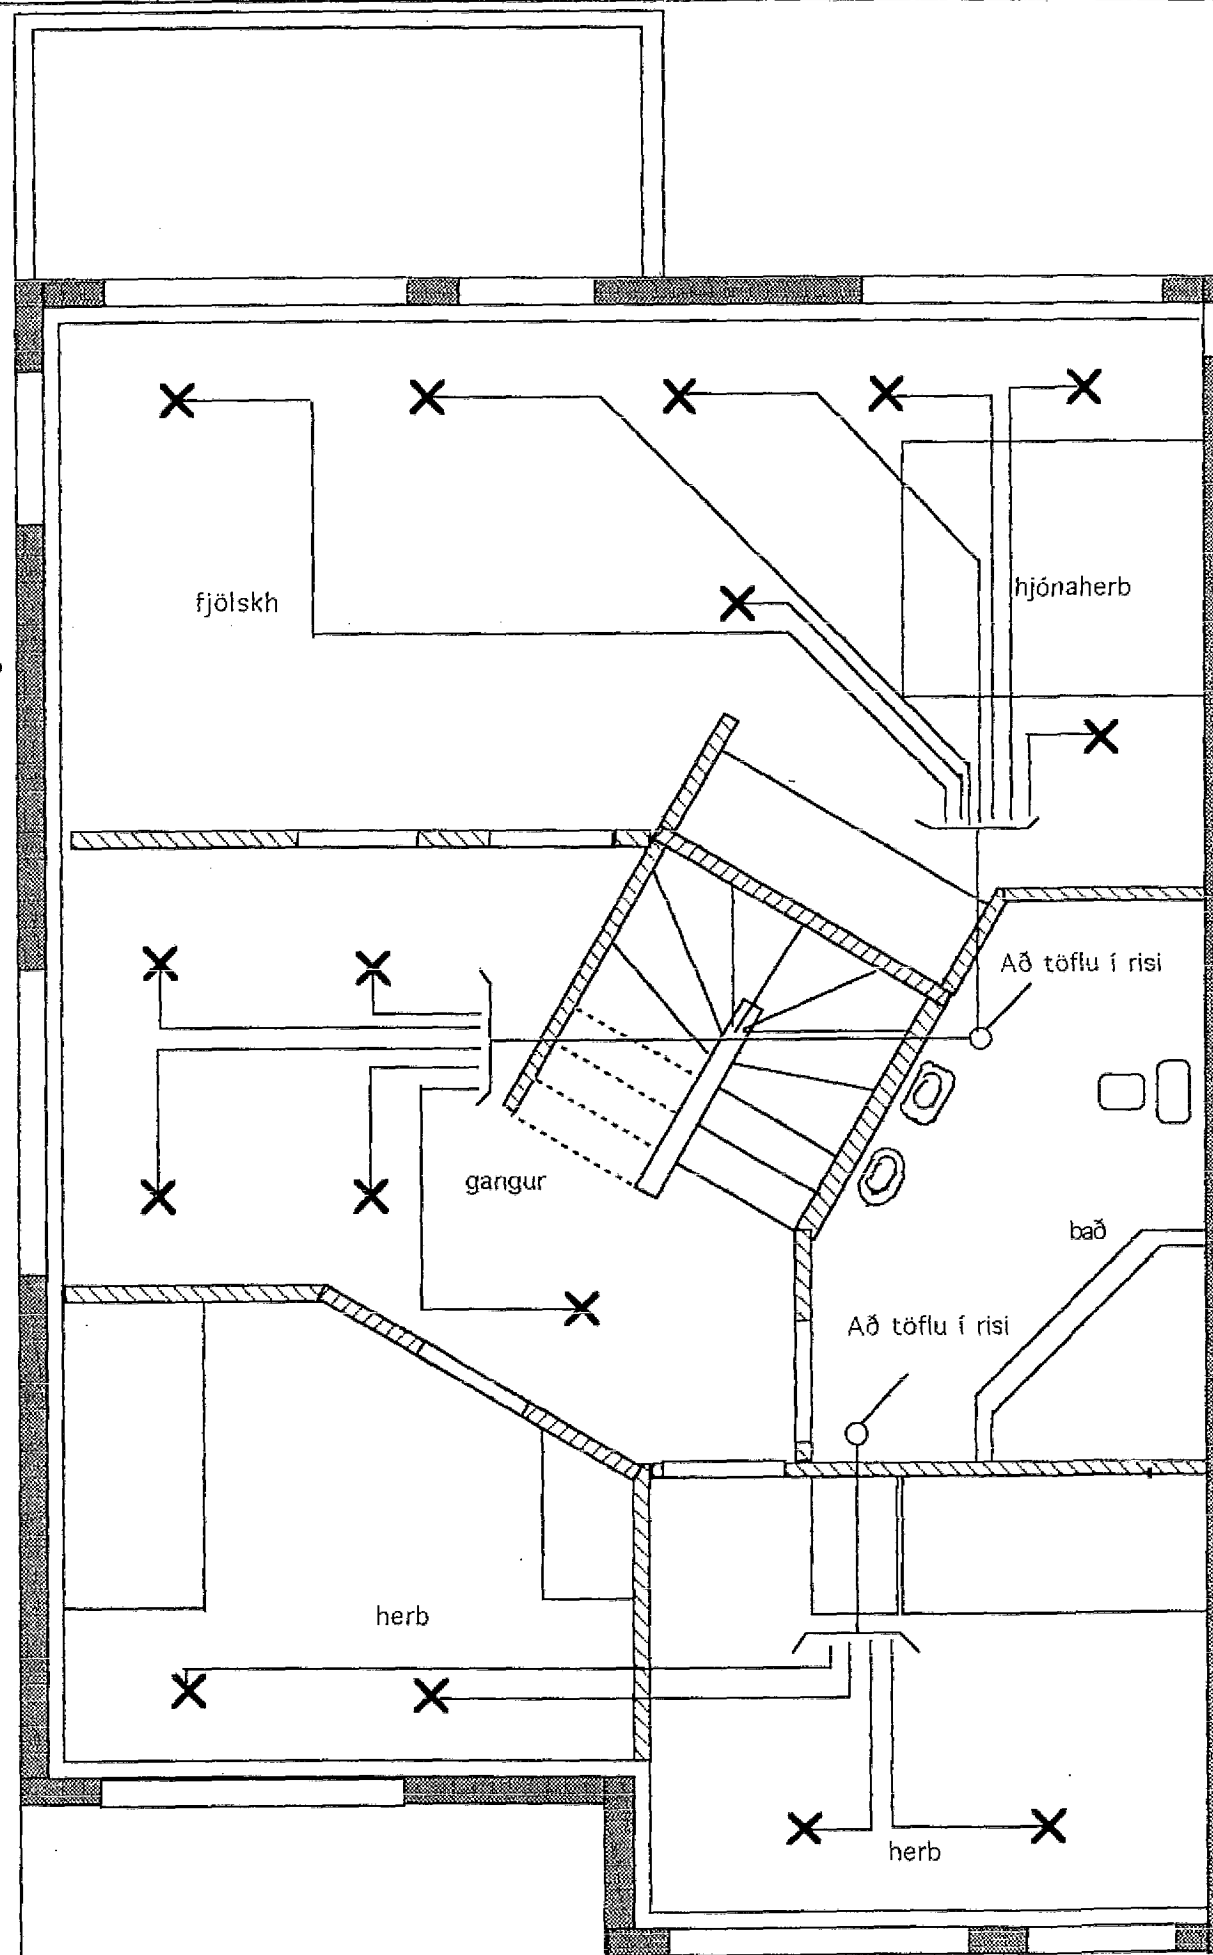 fjölskh
hjónaherb
Að töflu í risi
gangur
bað
Að töflu í risi
herb
herb